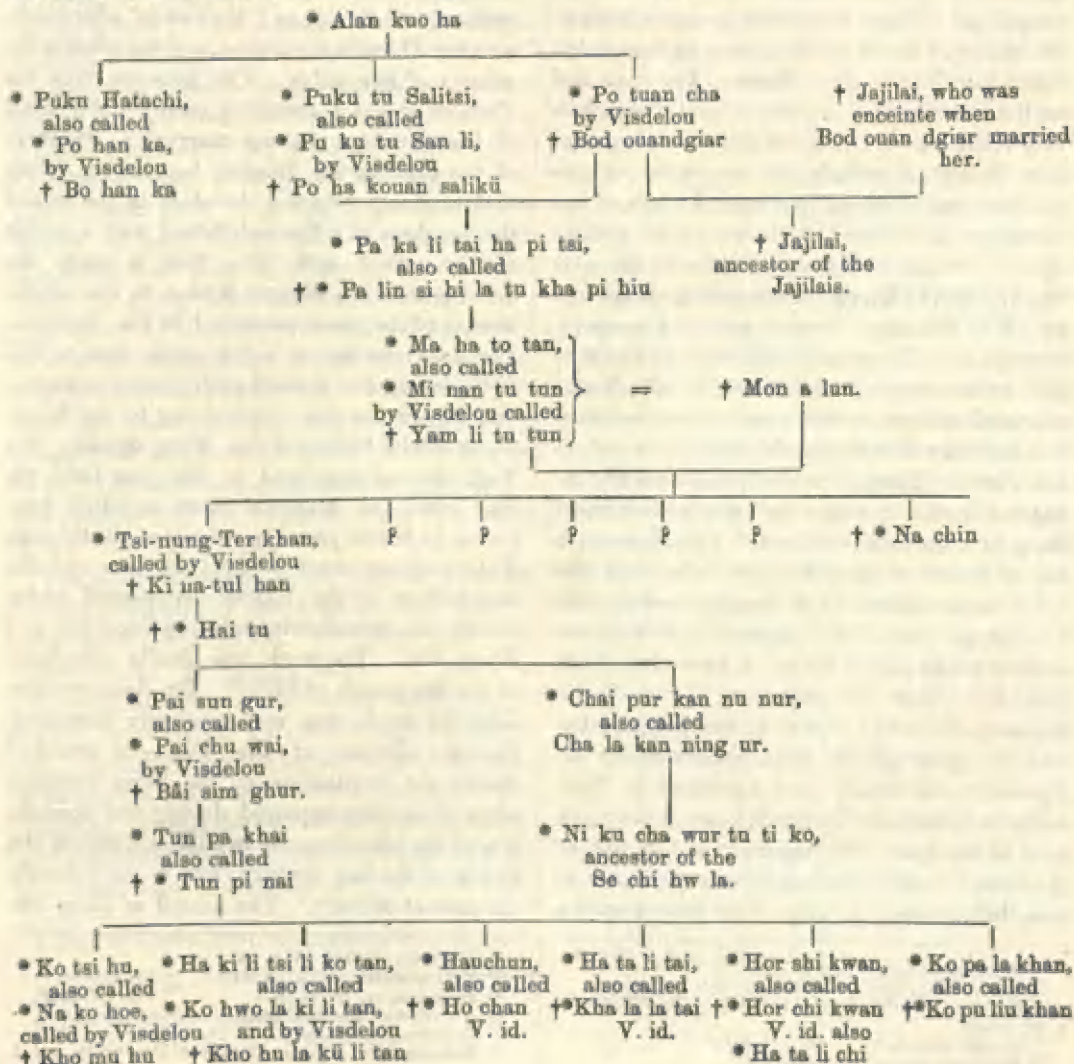 * Alan kuo ha
* Puku Hatachi,
also called
* Po han ka,
by Visdelou
† Bo han ka
* Puku tu Salitsi,
also called
* Pu ku tu San li,
by Visdelou
† Po ha kouan salikü
* Po tuan cha
by Visdelou
† Bod ouandgiar
† Jajilai, who was
enceinte when
Bod ouan dgiar married
her.
* Pa ka li tai ha pi tsi,
also called
† * Pa lin si hi la tu kha pi hiu
† Jajilai,
ancestor of the
Jajilais.
* Ma ha to tan,
also called
* Mi nan tu tun
by Visdelou called
† Yam li tu tun
=
† Mon a lun.
* Tsi-nung-Ter khan,
called by Visdelou
† Ki na-tul han
P P P P P
† * Na chin
† * Hai tu
* Pai sun gur,
also called
* Pai chu wai,
by Visdelou
† Bâi sim ghur.
* Chai pur kan nu nur,
also called
Cha la kan ning ur.
* Tun pa khai
also called
† * Tun pi nai
* Ni ku cha wur tu ti ko,
ancestor of the
Se chi hw la.
* Ko tsi hu,
also called
* Na ko hoe,
called by Visdelou
† Kho mu hu
* Ha ki li tsi li ko tan,
also called
* Ko hwo la ki li tan,
and by Visdelou
† Kho hu la kü li tan
* Hauchun,
also called
† * Ho chan
V. id.
* Ha ta li tai,
also called
†* Kha la la tai
V. id.
* Hor shi kwan,
also called
† * Hor chi kwan
V. id. also
* Ha ta li chi
* Ko pa la khan,
also called
†* Ko pu liu khan